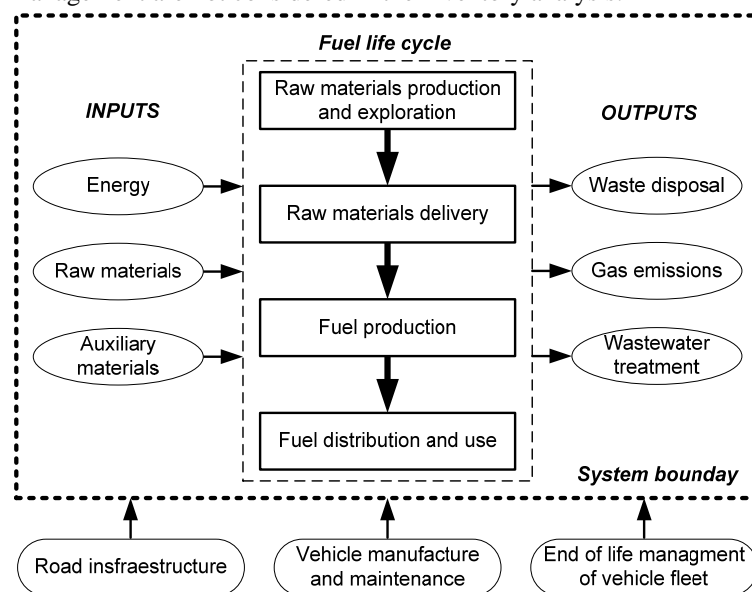 Fuel life cycle
INPUTS
OUTPUTS
Raw materials production
and exploration
Energy
Raw materials
Auxiliary
materials
Raw materials delivery
Fuel production
Fuel distribution and use
Waste disposal
Gas emissions
Wastewater
treatment
System bounday
Road insfraestructure
Vehicle manufacture
and maintenance
End of life managment
of vehicle fleet